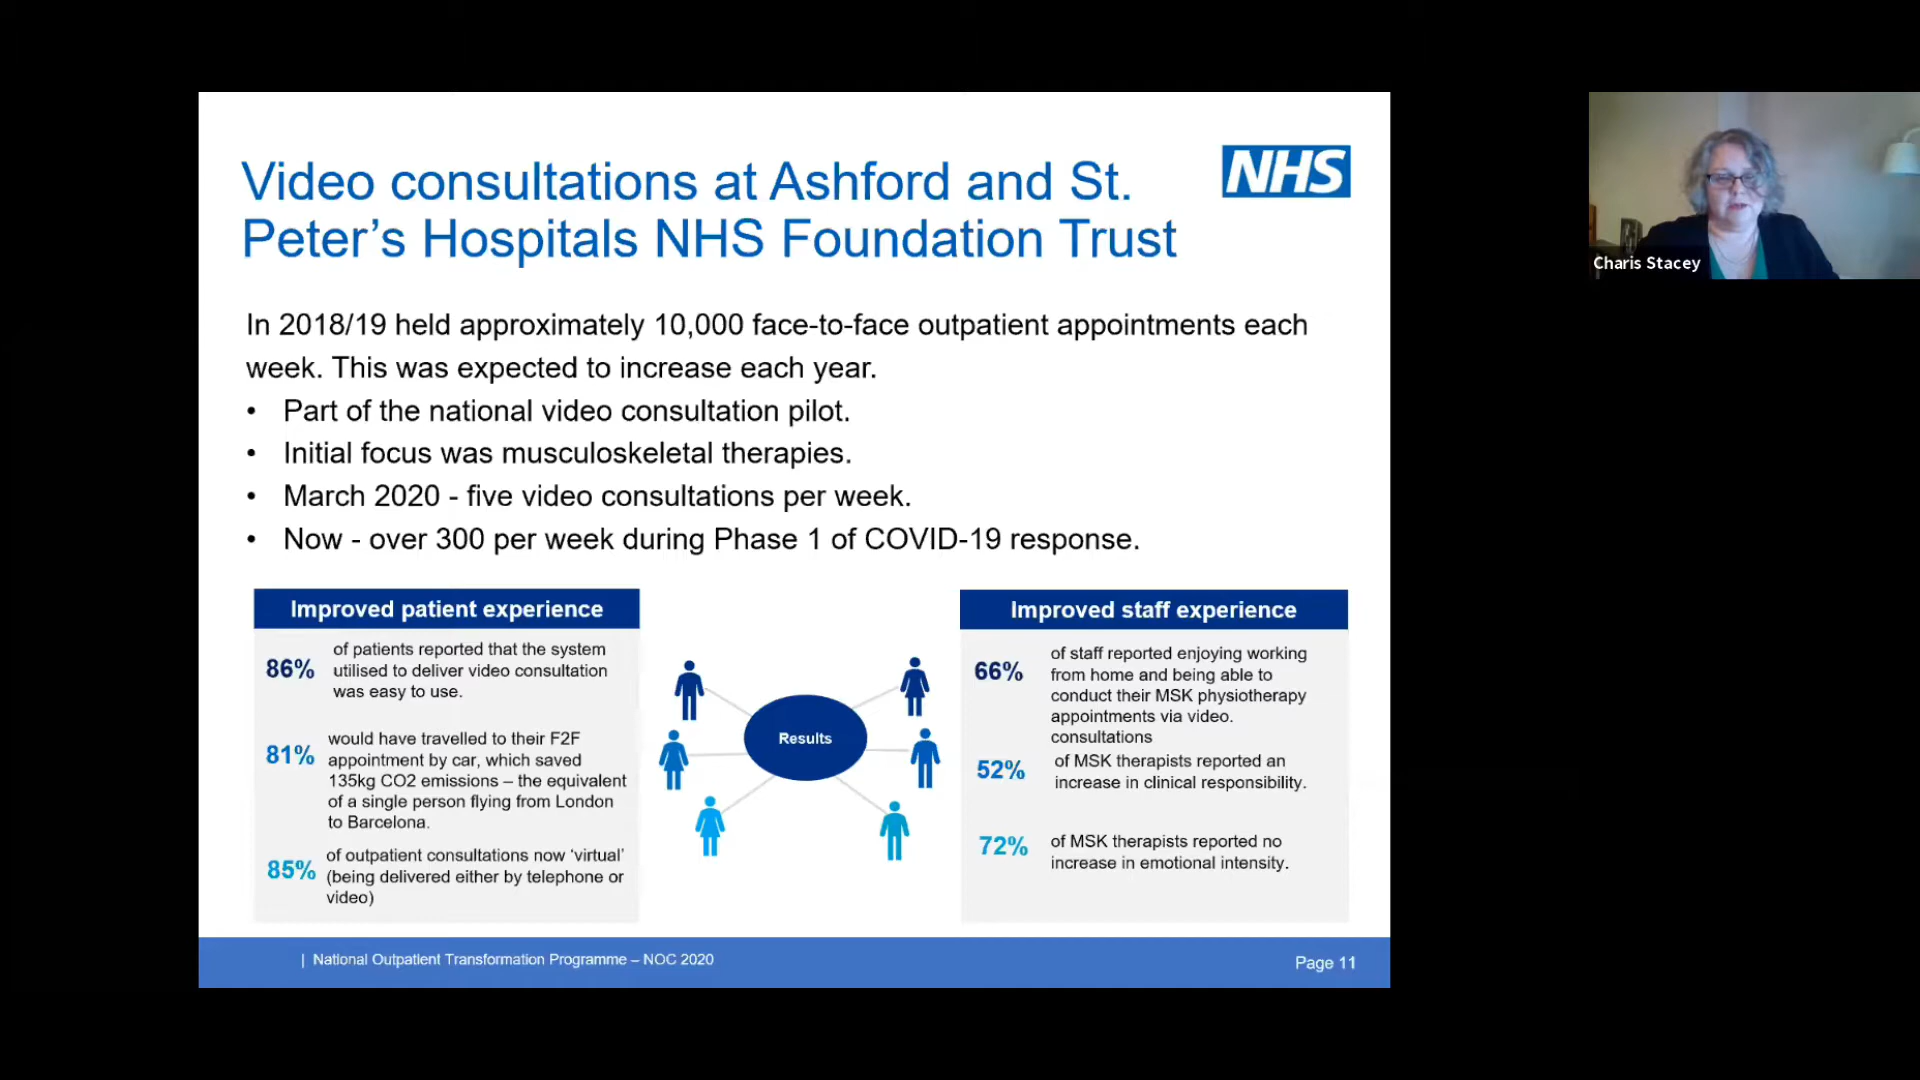 Video consultations at Ashford and St.
Peter’s Hospitals NHS Foundation Trust
NHS
Charis Stacey
In 2018/19 held approximately 10,000 face-to-face outpatient appointments each
week. This was expected to increase each year.
• Part of the national video consultation pilot.
• Initial focus was musculoskeletal therapies.
• March 2020 - five video consultations per week.
• Now - over 300 per week during Phase 1 of COVID-19 response.
Improved patient experience
86%
of patients reported that the system
utilised to deliver video consultation
was easy to use.
81%
would have travelled to their F2F
appointment by car, which saved
135kg CO2 emissions – the equivalent
of a single person flying from London
to Barcelona.
85%
of outpatient consultations now ‘virtual’
(being delivered either by telephone or
video)
Results
Improved staff experience
66%
of staff reported enjoying working
from home and being able to
conduct their MSK physiotherapy
appointments via video.
consultations
52%
of MSK therapists reported an
increase in clinical responsibility.
72%
of MSK therapists reported no
increase in emotional intensity.
| National Outpatient Transformation Programme – NOC 2020
Page 11